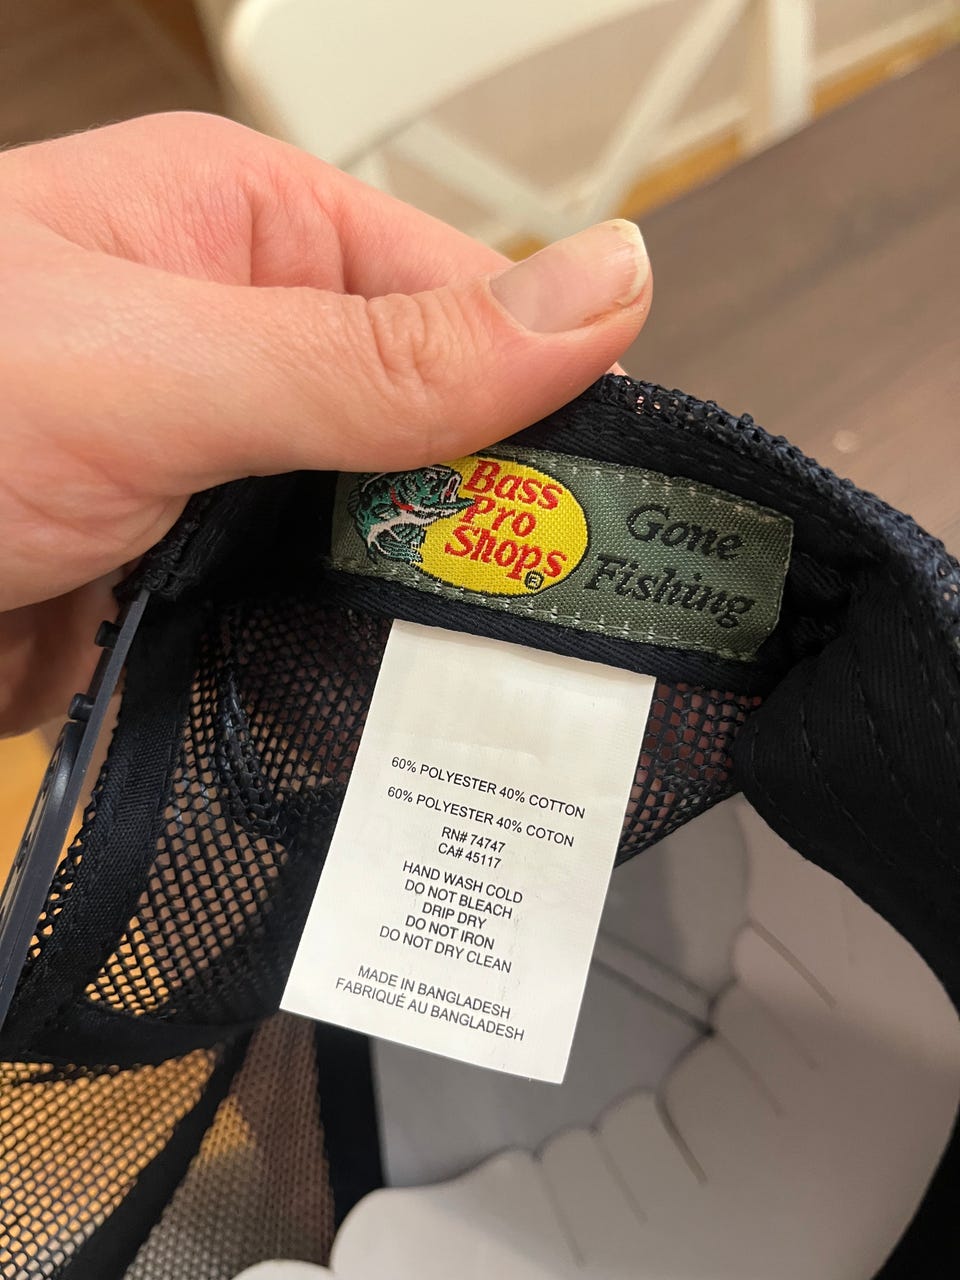 Bass
Pro
Shops
Gone
Fishing
60% POLYESTER 40% COTTON
60% POLYESTER 40% COTON
RN# 74747
CA# 45117
HAND WASH COLD
DO NOT BLEACH
DRIP DRY
DO NOT IRON
DO NOT DRY CLEAN
MADE IN BANGLADESH
FABRIQUÉ AU BANGLADESH